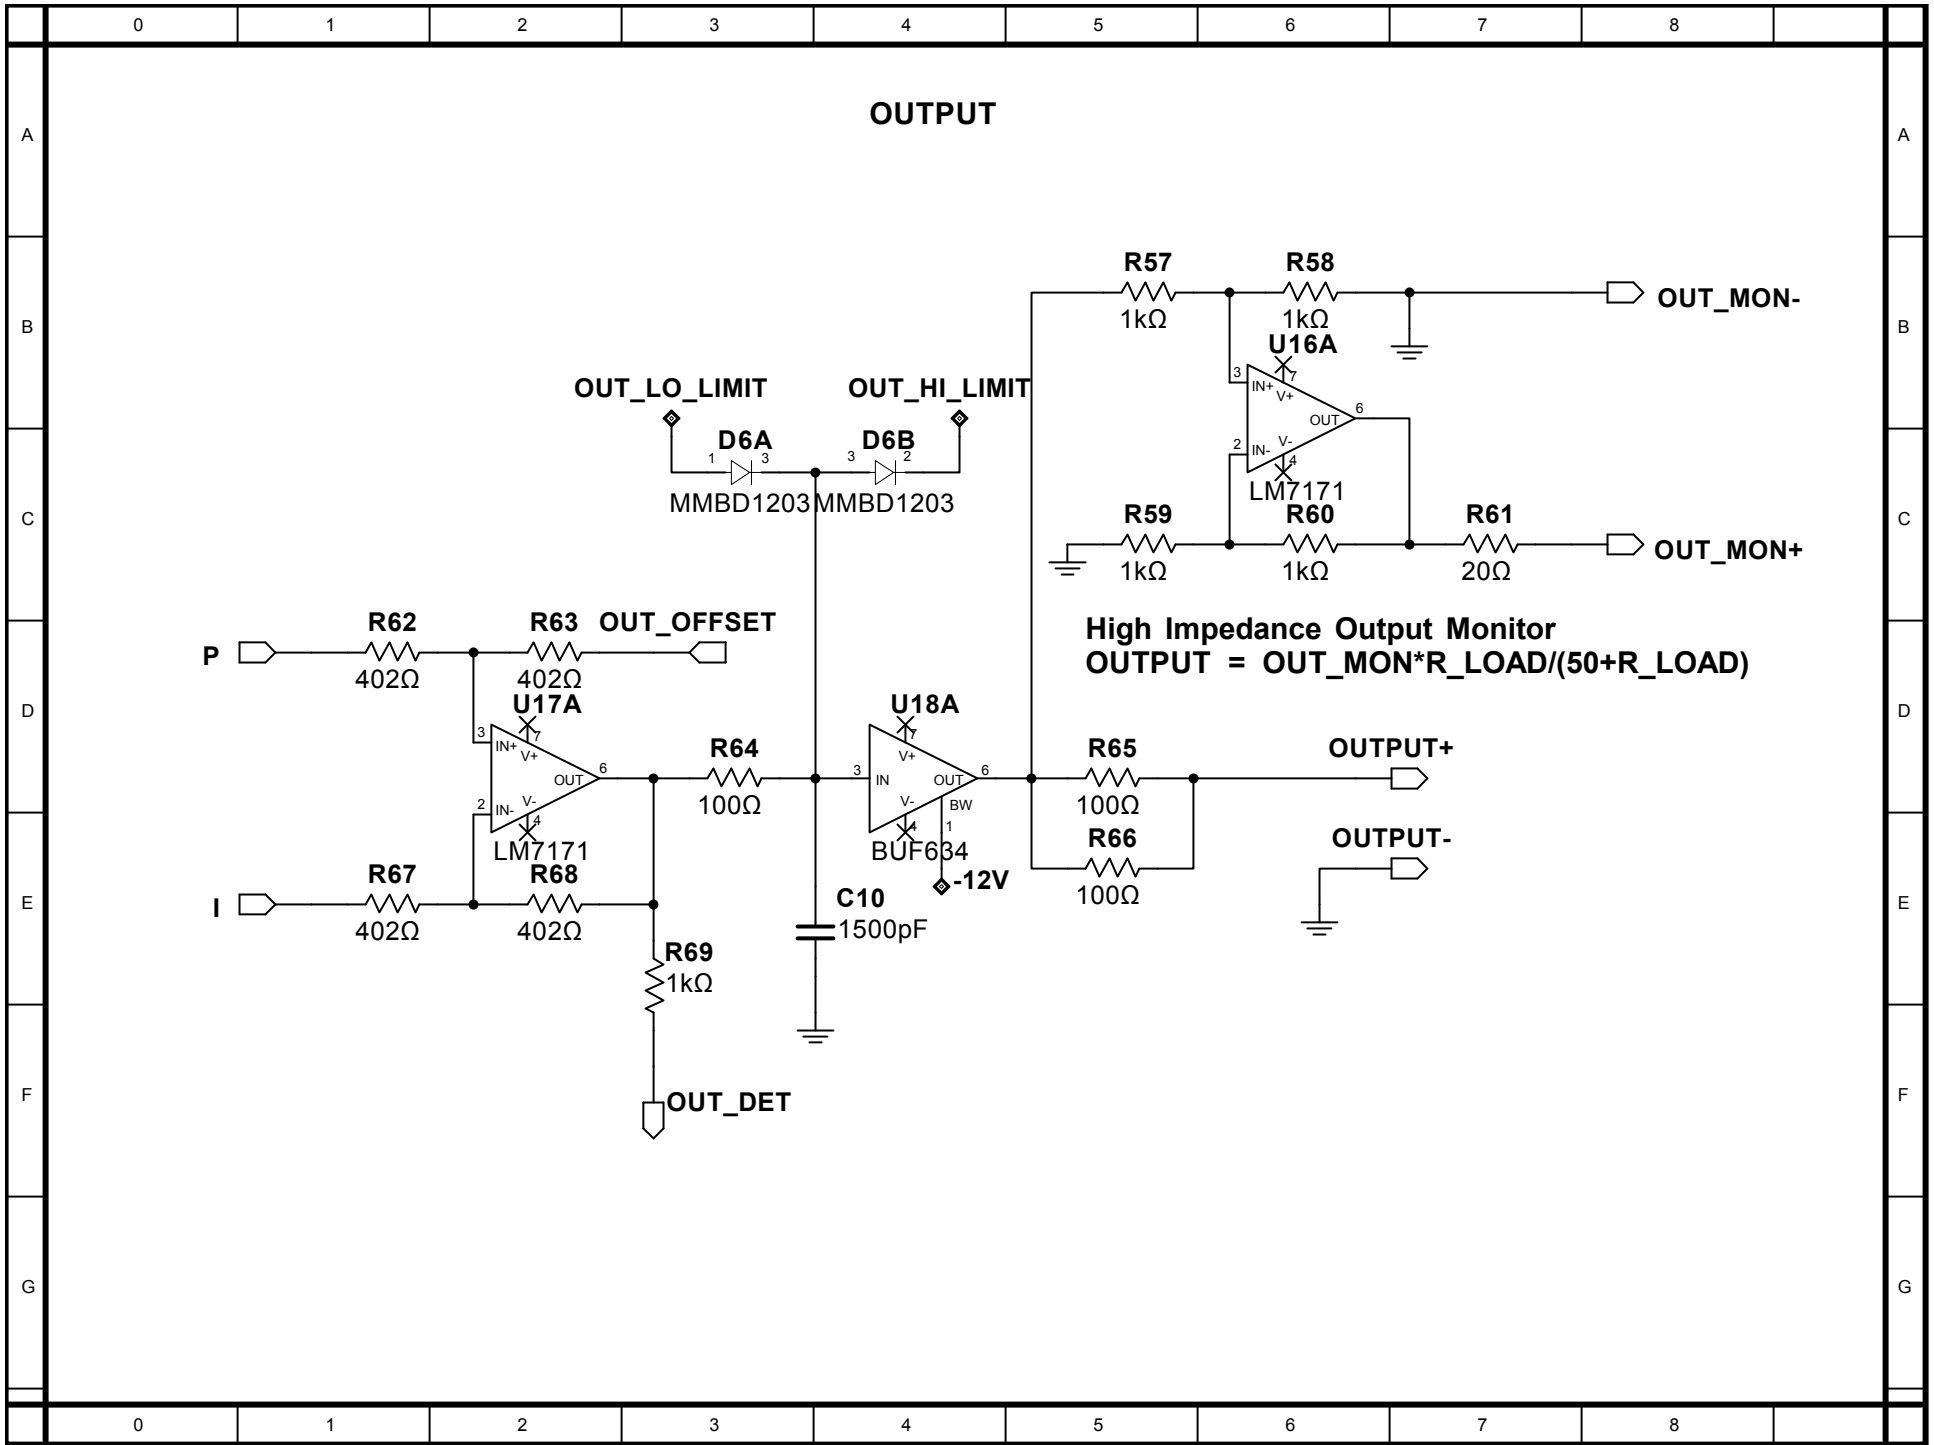 0 1 2 3 4 5 6 7 8
OUTPUT
A A
R57 R58
1kΩ 1kΩ
OUT_MON-
B B
U16A
3 IN+ 7 V+
OUT 6
2 IN- V- 4
LM7171
OUT_LO_LIMIT OUT_HI_LIMIT
D6A D6B
1 3 3 2
MMBD1203 MMBD1203
C C
R59 R60 R61
1kΩ 1kΩ 20Ω
OUT_MON+
High Impedance Output Monitor
OUTPUT = OUT_MON*R_LOAD/(50+R_LOAD)
R62 R63 OUT_OFFSET
P
402Ω 402Ω
D D
U17A
3 IN+ 7 V+
OUT 6
2 IN- V- 4
LM7171
R64
100Ω
U18A
7 V+
3 IN OUT 6
V- BW
4 1
BUF634
-12V
R65 OUTPUT+
100Ω
R66 OUTPUT-
100Ω
E E
R67 R68
I
402Ω 402Ω
C10
1500pF
R69
1kΩ
F F
OUT_DET
G G
0 1 2 3 4 5 6 7 8